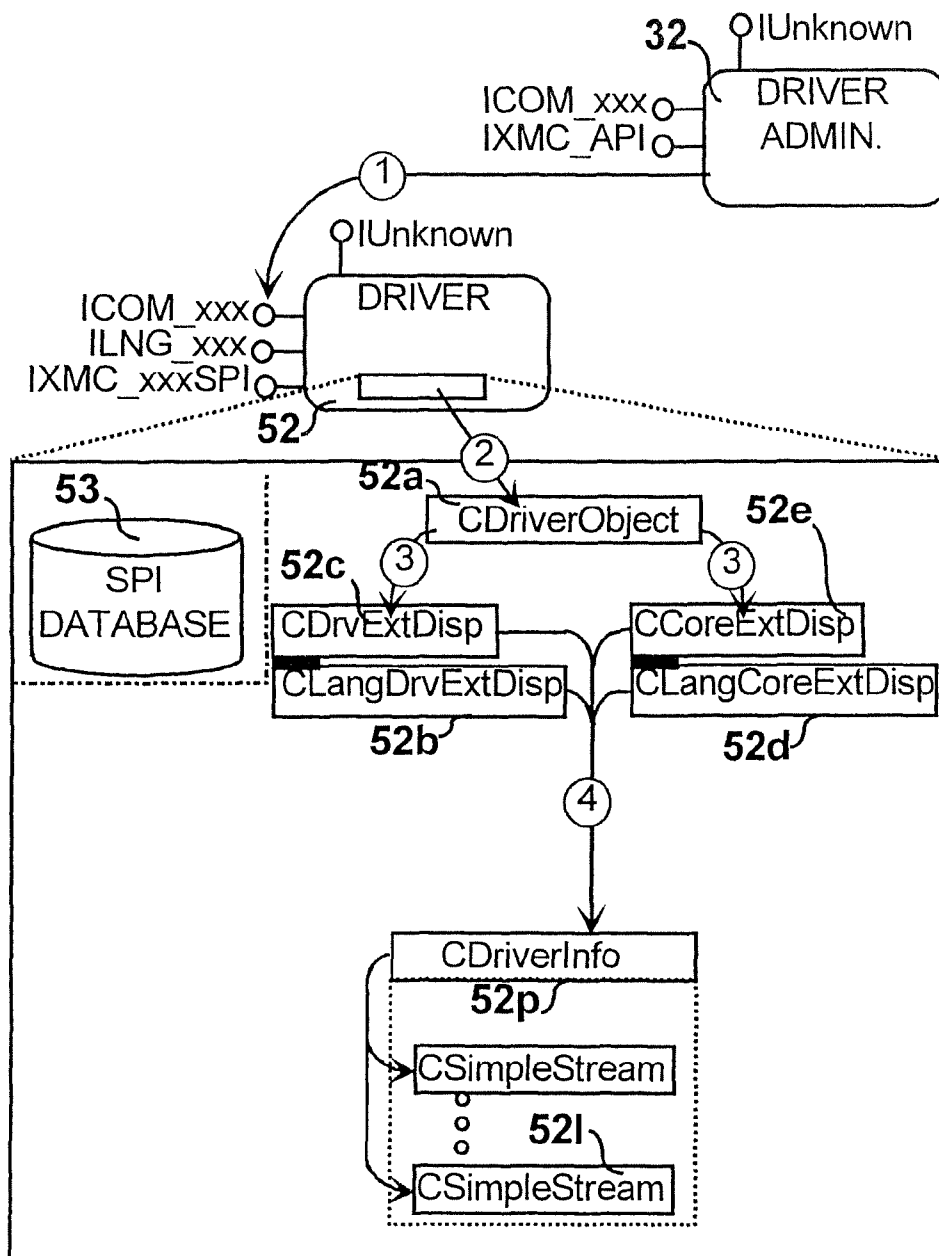 32
IUnknown
ICOM_xxx
IXMC_API
DRIVER
ADMIN.
1
IUnknown
ICOM_xxx
ILNG_xxx
IXMC_xxxSPI
DRIVER
52
2
53
52a
CDriverObject
52e
SPI
DATABASE
52c
3
3
CDrvExtDisp
CCoreExtDisp
CLangDrvExtDisp
CLangCoreExtDisp
52b
52d
4
CDriverInfo
52p
CSimpleStream
52l
CSimpleStream